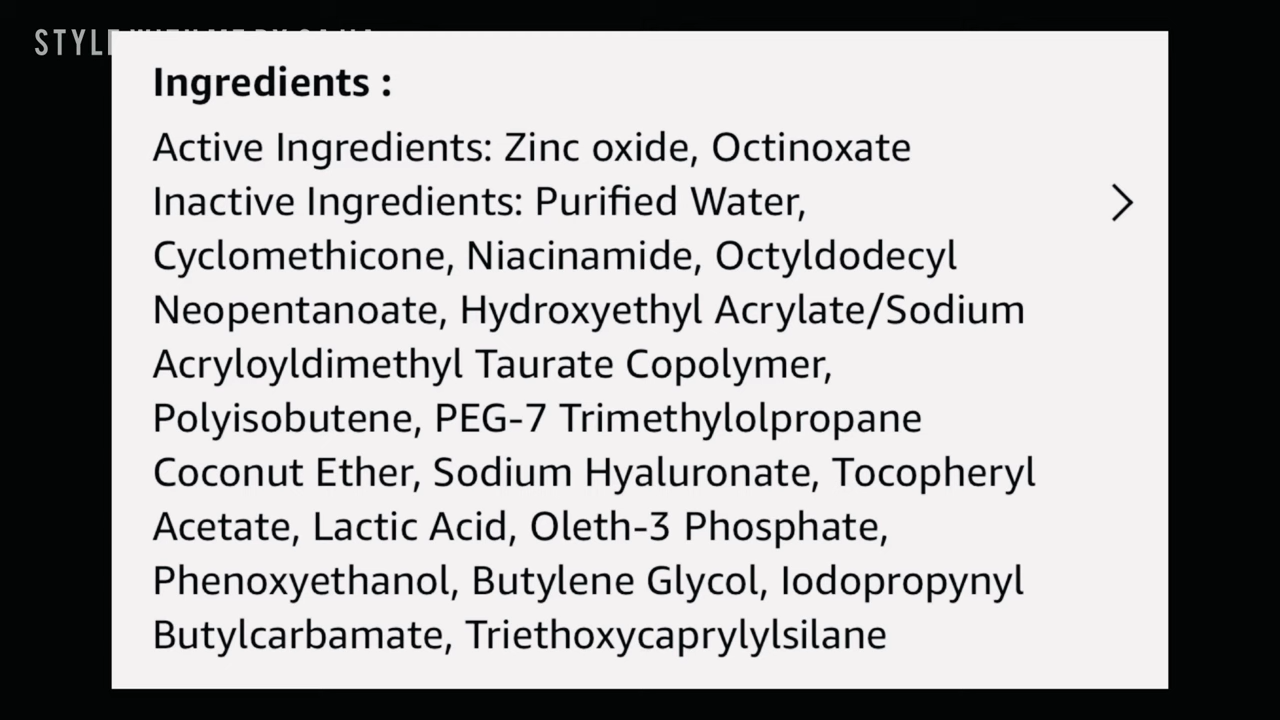 STYLE
Ingredients :
Active Ingredients: Zinc oxide, Octinoxate
Inactive Ingredients: Purified Water,
Cyclomethicone, Niacinamide, Octyldodecyl
Neopentanoate, Hydroxyethyl Acrylate/Sodium
Acryloyldimethyl Taurate Copolymer,
Polyisobutene, PEG-7 Trimethylolpropane
Coconut Ether, Sodium Hyaluronate, Tocopheryl
Acetate, Lactic Acid, Oleth-3 Phosphate,
Phenoxyethanol, Butylene Glycol, Iodopropynyl
Butylcarbamate, Triethoxycaprylylsilane